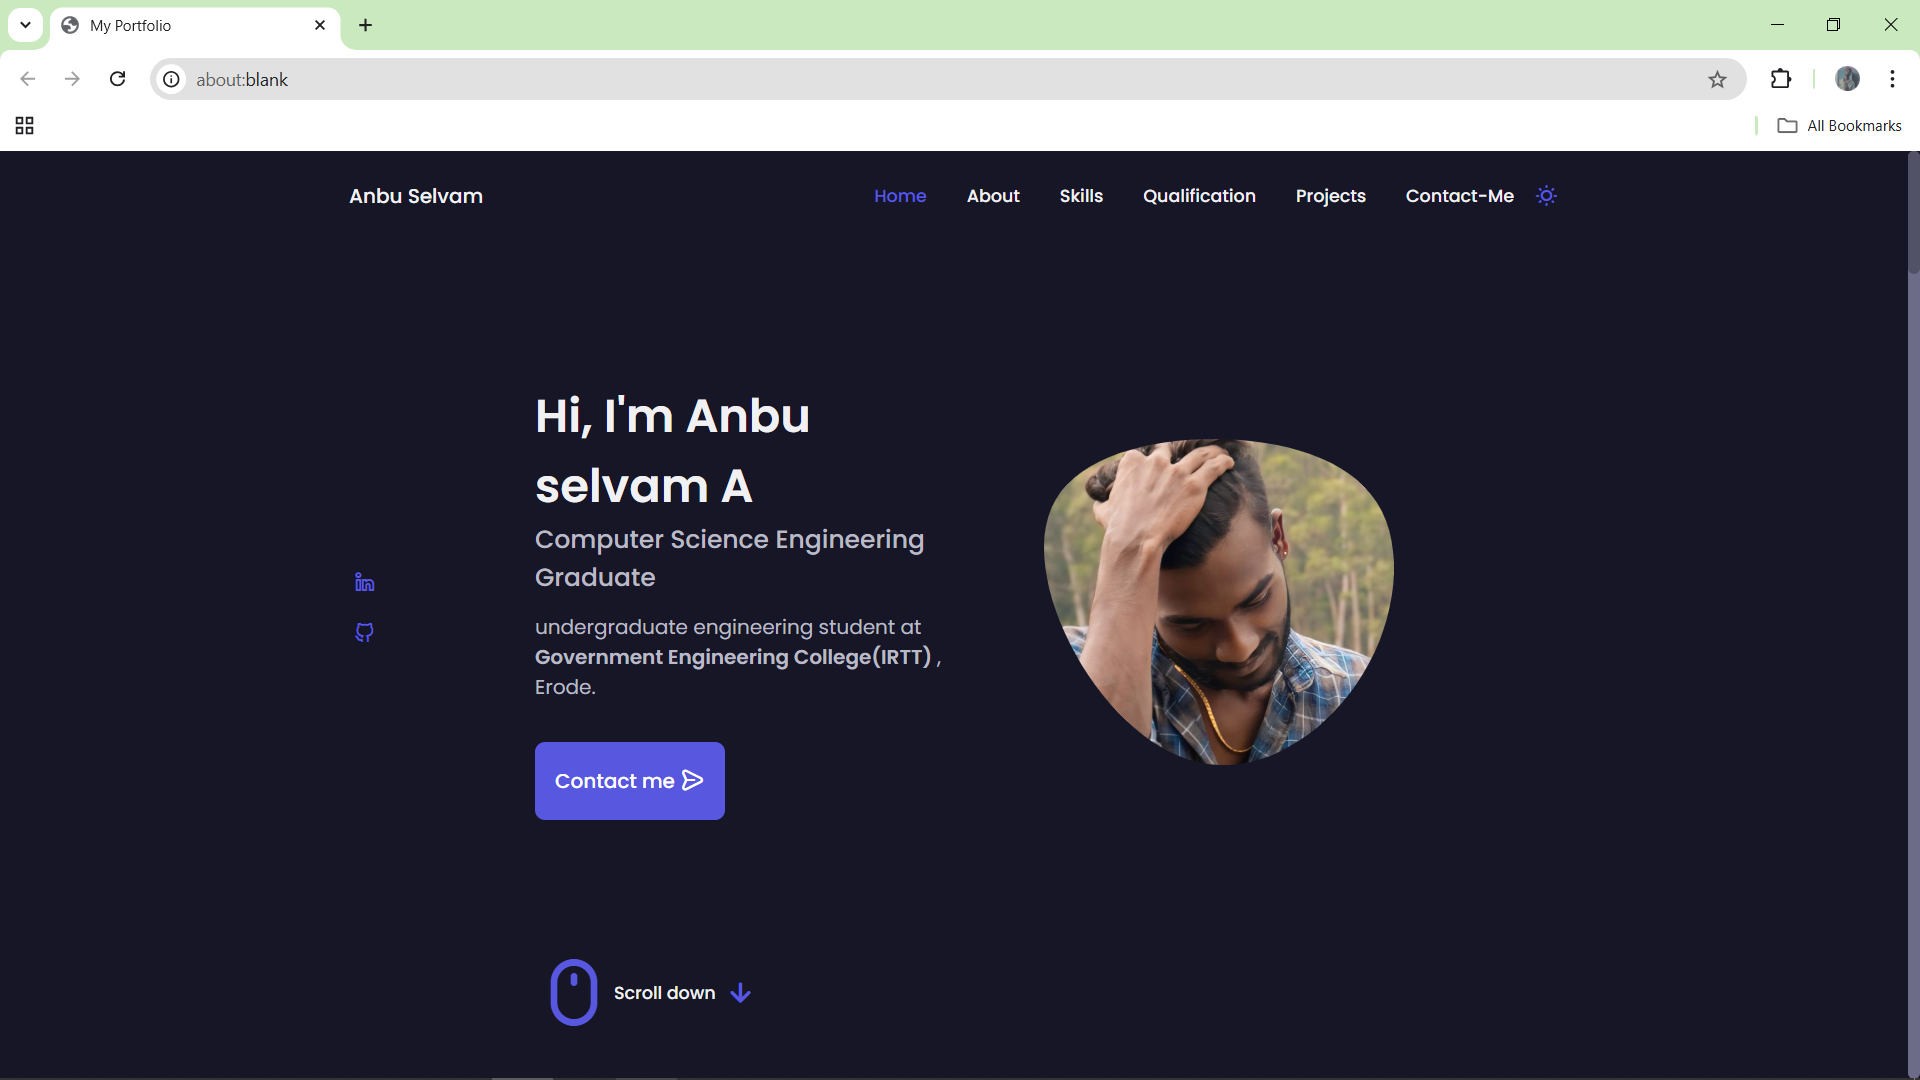 My Portfolio
about:blank
All Bookmarks
Anbu Selvam
Home
About
Skills
Qualification
Projects
Contact-Me
Hi, I'm Anbu
selvam A
Computer Science Engineering
Graduate
undergraduate engineering student at
Government Engineering College(IRTT) ,
Erode.
Contact me
Scroll down